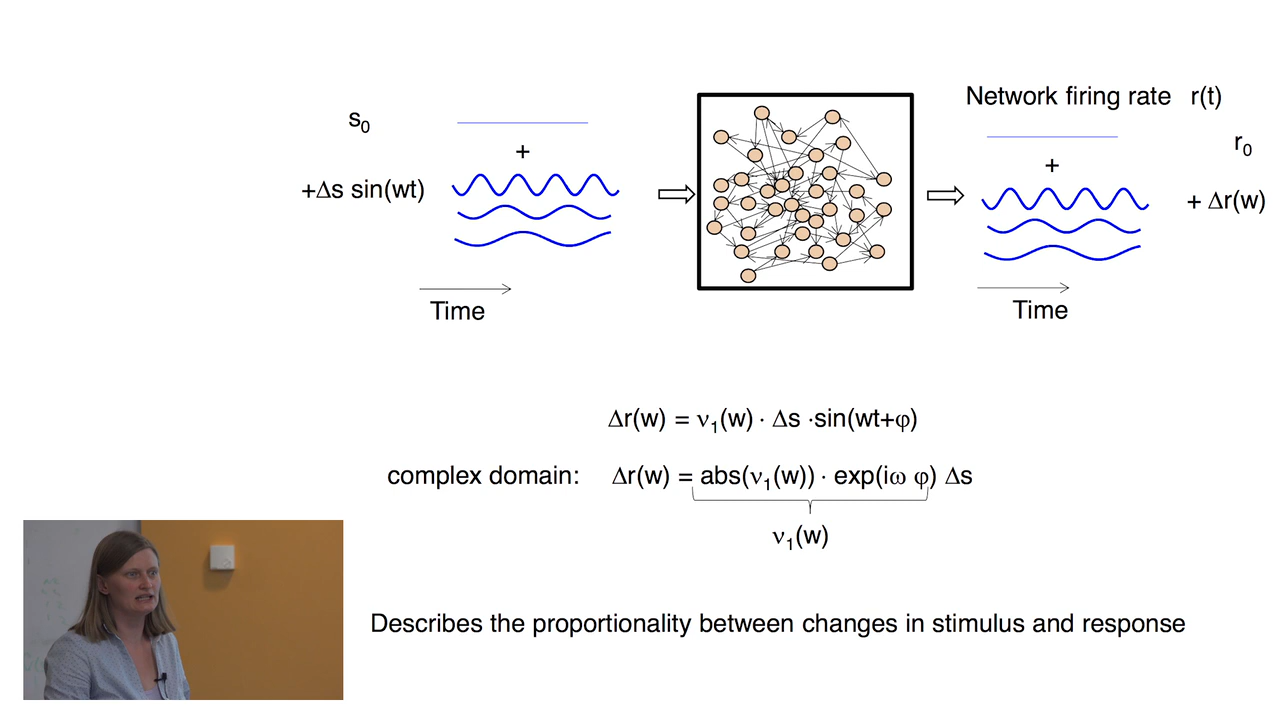 Network firing rate r(t)
s₀
r₀
+
+
+Δs sin(wt)
+ Δr(w)
Time
Time
Δr(w) = ν₁(w) · Δs ·sin(wt+φ)
complex domain: Δr(w) = abs(ν₁(w)) · exp(iω φ) Δs
ν₁(w)
Describes the proportionality between changes in stimulus and response